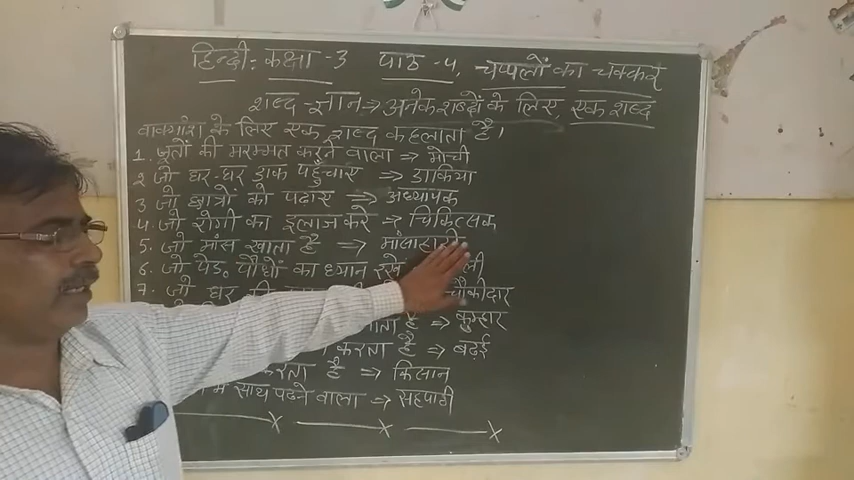 हिन्दी: कक्षा -3 पाठ -4, चप्पलों का चक्कर
शब्द -ज्ञान → अनेक शब्दों के लिए, एक शब्द
वाक्यांश के लिए एक शब्द कहलाता है।
1. जूतों की मरम्मत करने वाला ⇒ मोची
2 जो घर-घर डाक पहुँचाए ⇒ डाकिया
3 जो छात्रों को पढाए ⇒ अध्यापक
4. जो रोगी का इलाज करे → चिकित्सक
5. जो मांस खाता है ⇒ मांसाहारी
6. जो पेड़. पौधों का ध्यान रखे ली
7. जो घर की चौकीदार
ता है ⇒ कुम्हार
करता है ⇒ बढ़ई
करता है ⇒ किसान
में साथ पढने वाला ⇒ सहपाठी